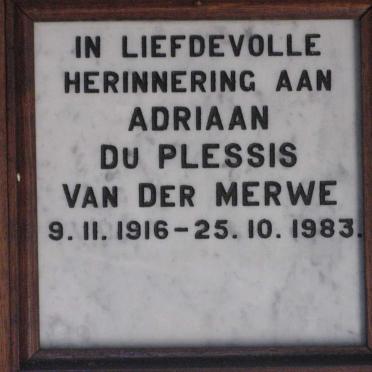 IN LIEFDEVOLLE
HERINNERING AAN
ADRIAAN
DU PLESSIS
VAN DER MERWE
9.11.1916-25.10.1983.